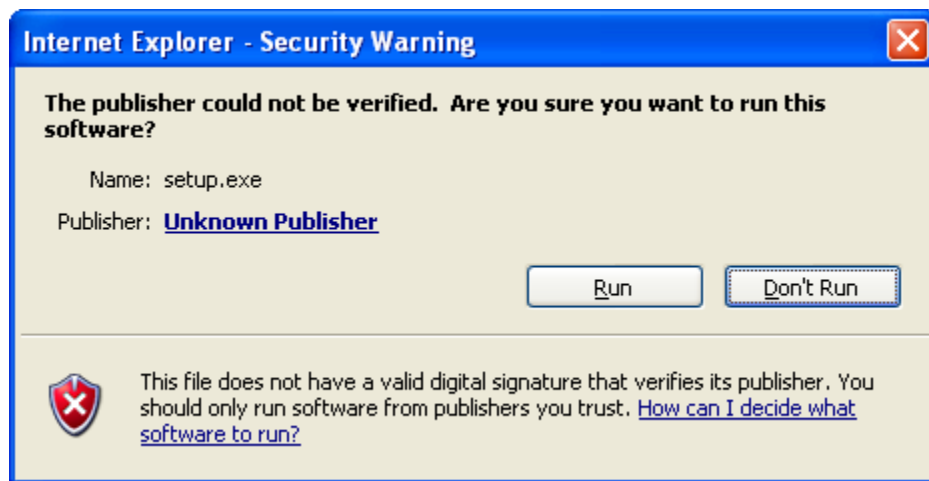 Internet Explorer - Security Warning
The publisher could not be verified.  Are you sure you want to run this
software?
Name: setup.exe
Publisher: Unknown Publisher
Run Don't Run
This file does not have a valid digital signature that verifies its publisher. You
should only run software from publishers you trust. How can I decide what
software to run?